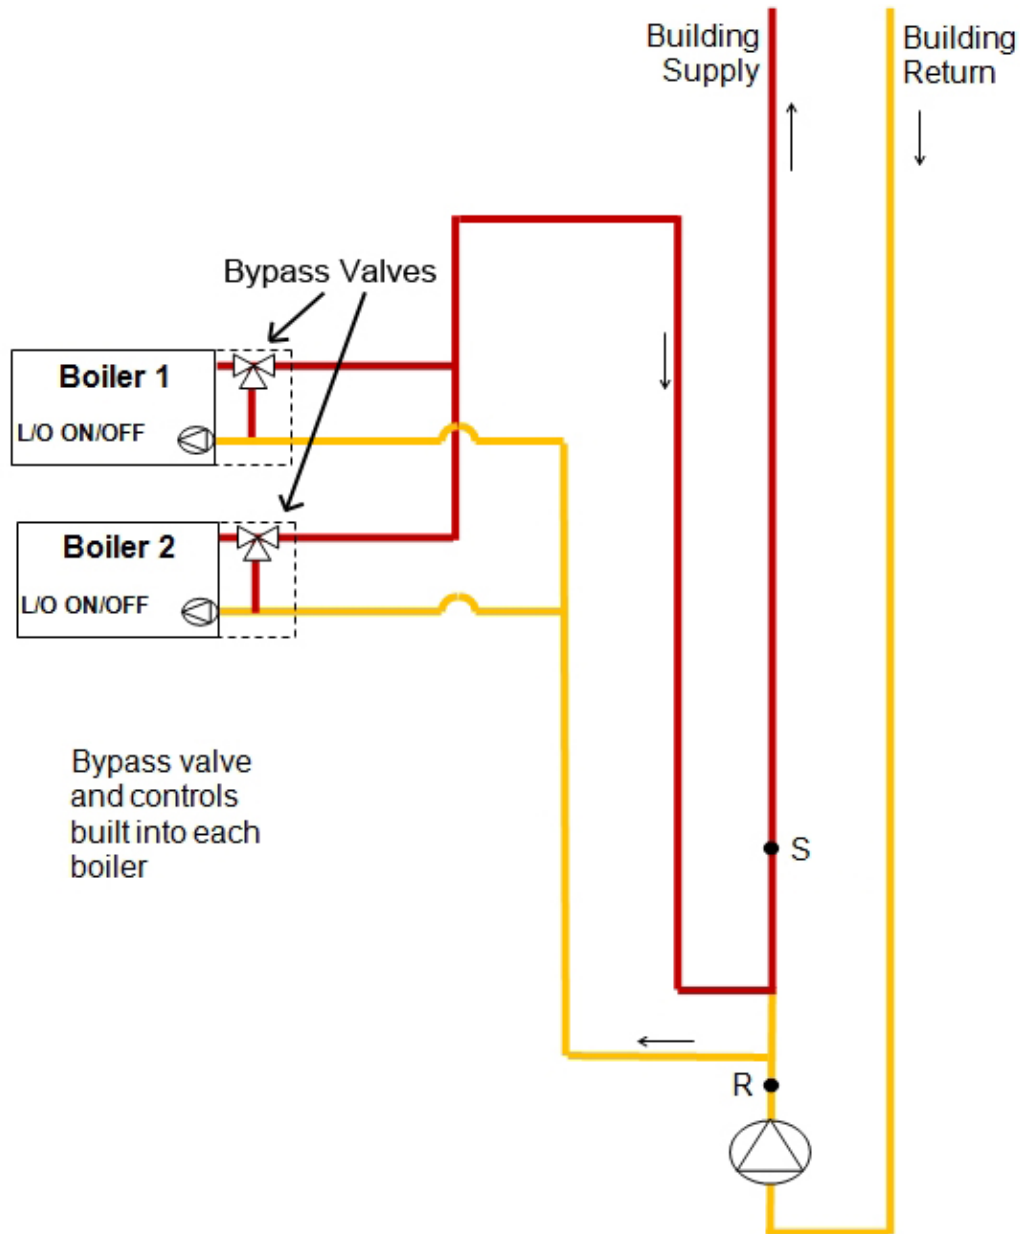 Building
Supply
Building
Return
Bypass Valves
Boiler 1
L/O ON/OFF
Boiler 2
L/O ON/OFF
Bypass valve
and controls
built into each
boiler
S
R